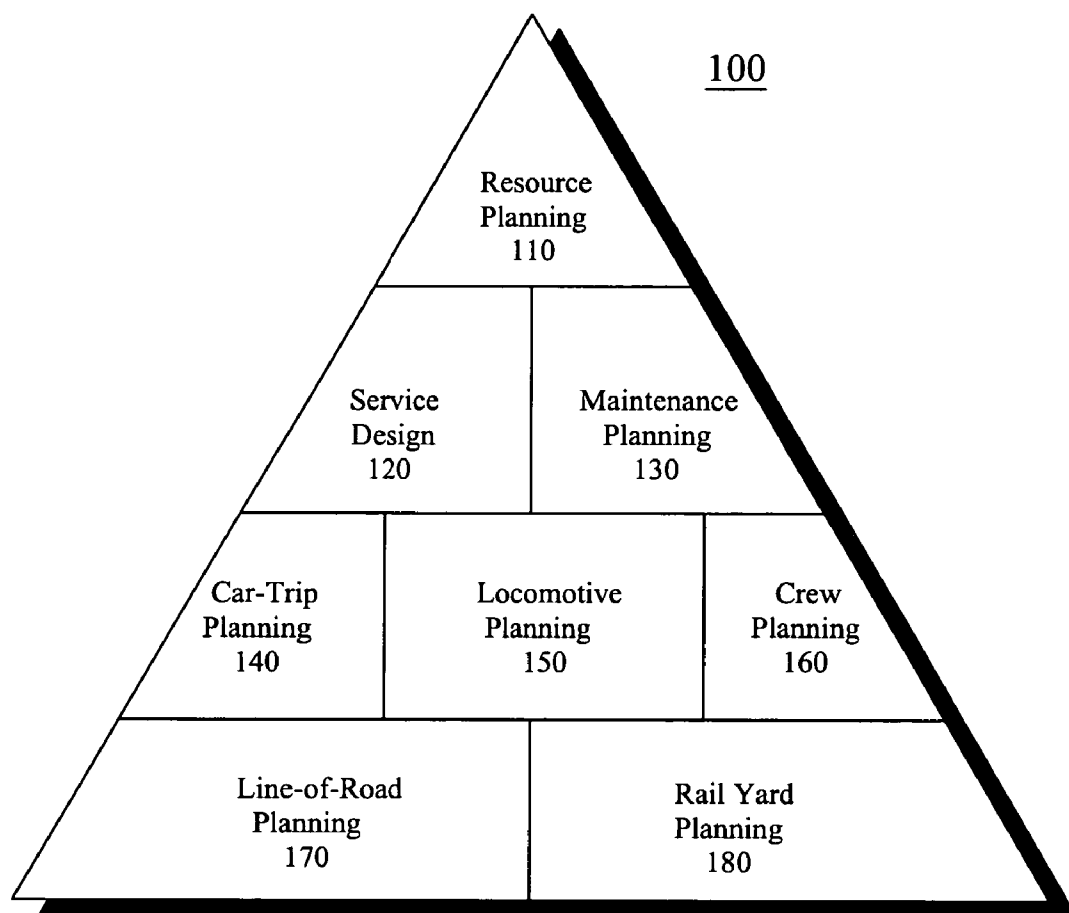 100
Resource
Planning
110
Service
Design
120
Maintenance
Planning
130
Car-Trip
Planning
140
Locomotive
Planning
150
Crew
Planning
160
Line-of-Road
Planning
170
Rail Yard
Planning
180